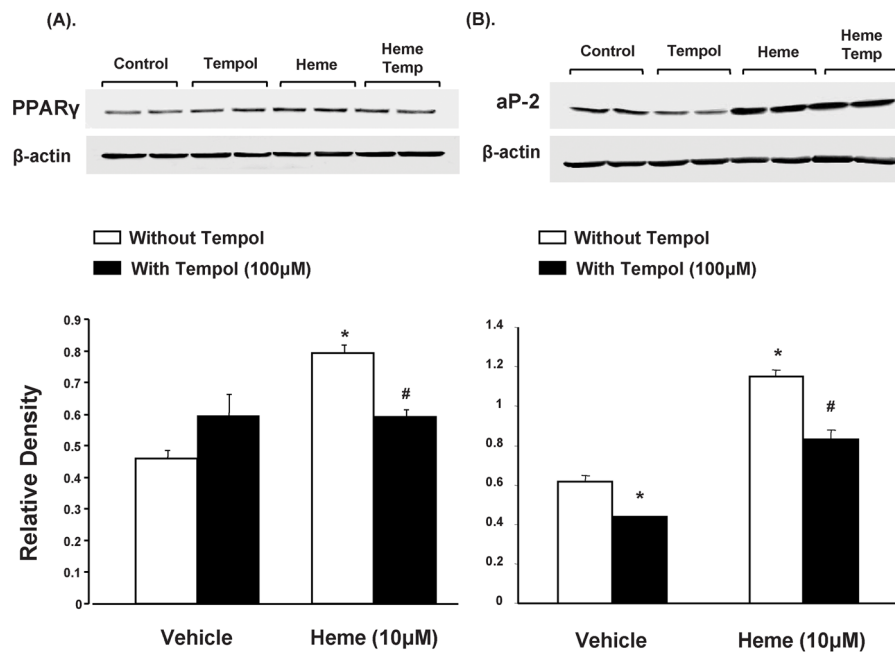 (A).
Control Tempol Heme Heme
Temp
PPARγ
β-actin
Without Tempol
With Tempol (100μM)
0.9
0.8
0.7
0.6
0.5
0.4
0.3
0.2
0.1
0
Relative Density
* #
Vehicle Heme (10μM)
(B).
Control Tempol Heme Heme
Temp
aP-2
β-actin
Without Tempol
With Tempol (100μM)
1.4
1.2
1
0.8
0.6
0.4
0.2
0
* * #
Vehicle Heme (10μM)